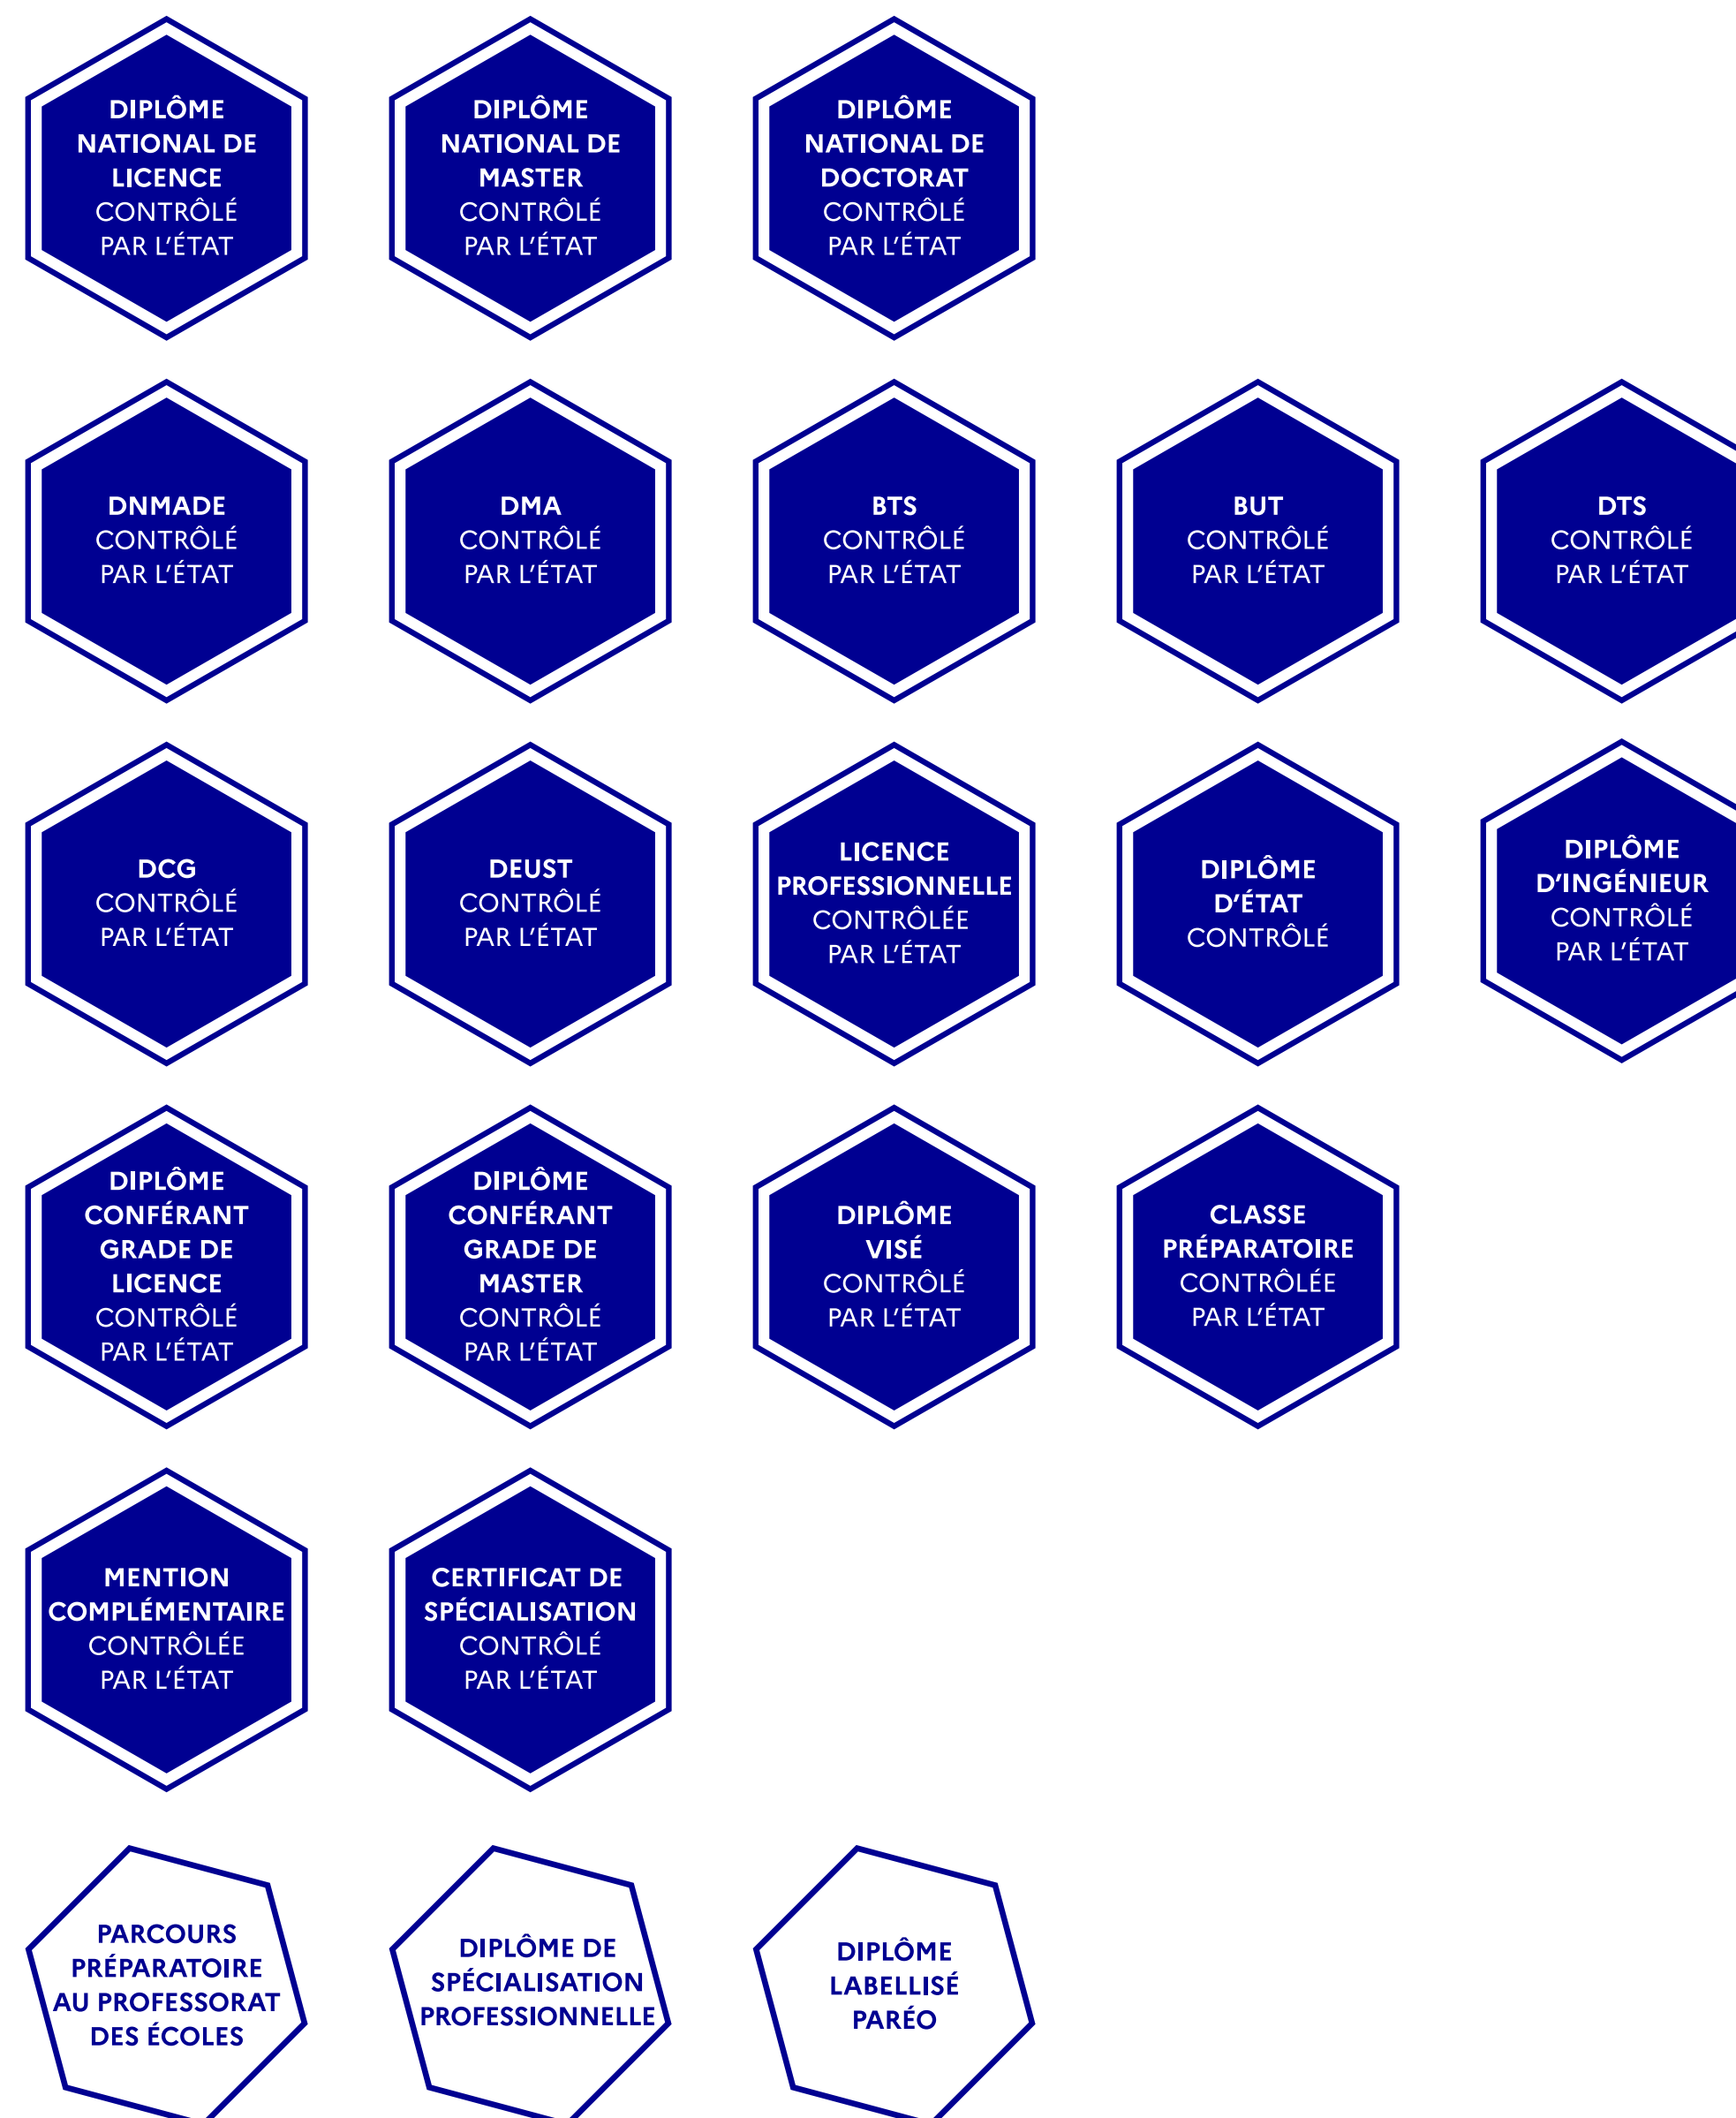 DIPLÔME
NATIONAL DE
LICENCE
CONTRÔLÉ
PAR L'ÉTAT
DIPLÔME
NATIONAL DE
MASTER
CONTRÔLÉ
PAR L'ÉTAT
DIPLÔME
NATIONAL DE
DOCTORAT
CONTRÔLÉ
PAR L'ÉTAT
DNMADE
CONTRÔLÉ
PAR L'ÉTAT
DMA
CONTRÔLÉ
PAR L'ÉTAT
BTS
CONTRÔLÉ
PAR L'ÉTAT
BUT
CONTRÔLÉ
PAR L'ÉTAT
DTS
CONTRÔLÉ
PAR L'ÉTAT
DCG
CONTRÔLÉ
PAR L'ÉTAT
DEUST
CONTRÔLÉ
PAR L'ÉTAT
LICENCE
PROFESSIONNELLE
CONTRÔLÉE
PAR L'ÉTAT
DIPLÔME
D'ÉTAT
CONTRÔLÉ
DIPLÔME
D'INGÉNIEUR
CONTRÔLÉ
PAR L'ÉTAT
DIPLÔME
CONFÉRANT
GRADE DE
LICENCE
CONTRÔLÉ
PAR L'ÉTAT
DIPLÔME
CONFÉRANT
GRADE DE
MASTER
CONTRÔLÉ
PAR L'ÉTAT
DIPLÔME
VISÉ
CONTRÔLÉ
PAR L'ÉTAT
CLASSE
PRÉPARATOIRE
CONTRÔLÉE
PAR L'ÉTAT
MENTION
COMPLÉMENTAIRE
CONTRÔLÉE
PAR L'ÉTAT
CERTIFICAT DE
SPÉCIALISATION
CONTRÔLÉ
PAR L'ÉTAT
PARCOURS
PRÉPARATOIRE
AU PROFESSORAT
DES ÉCOLES
DIPLÔME DE
SPÉCIALISATION
PROFESSIONNELLE
DIPLÔME
LABELLISÉ
PARÉO